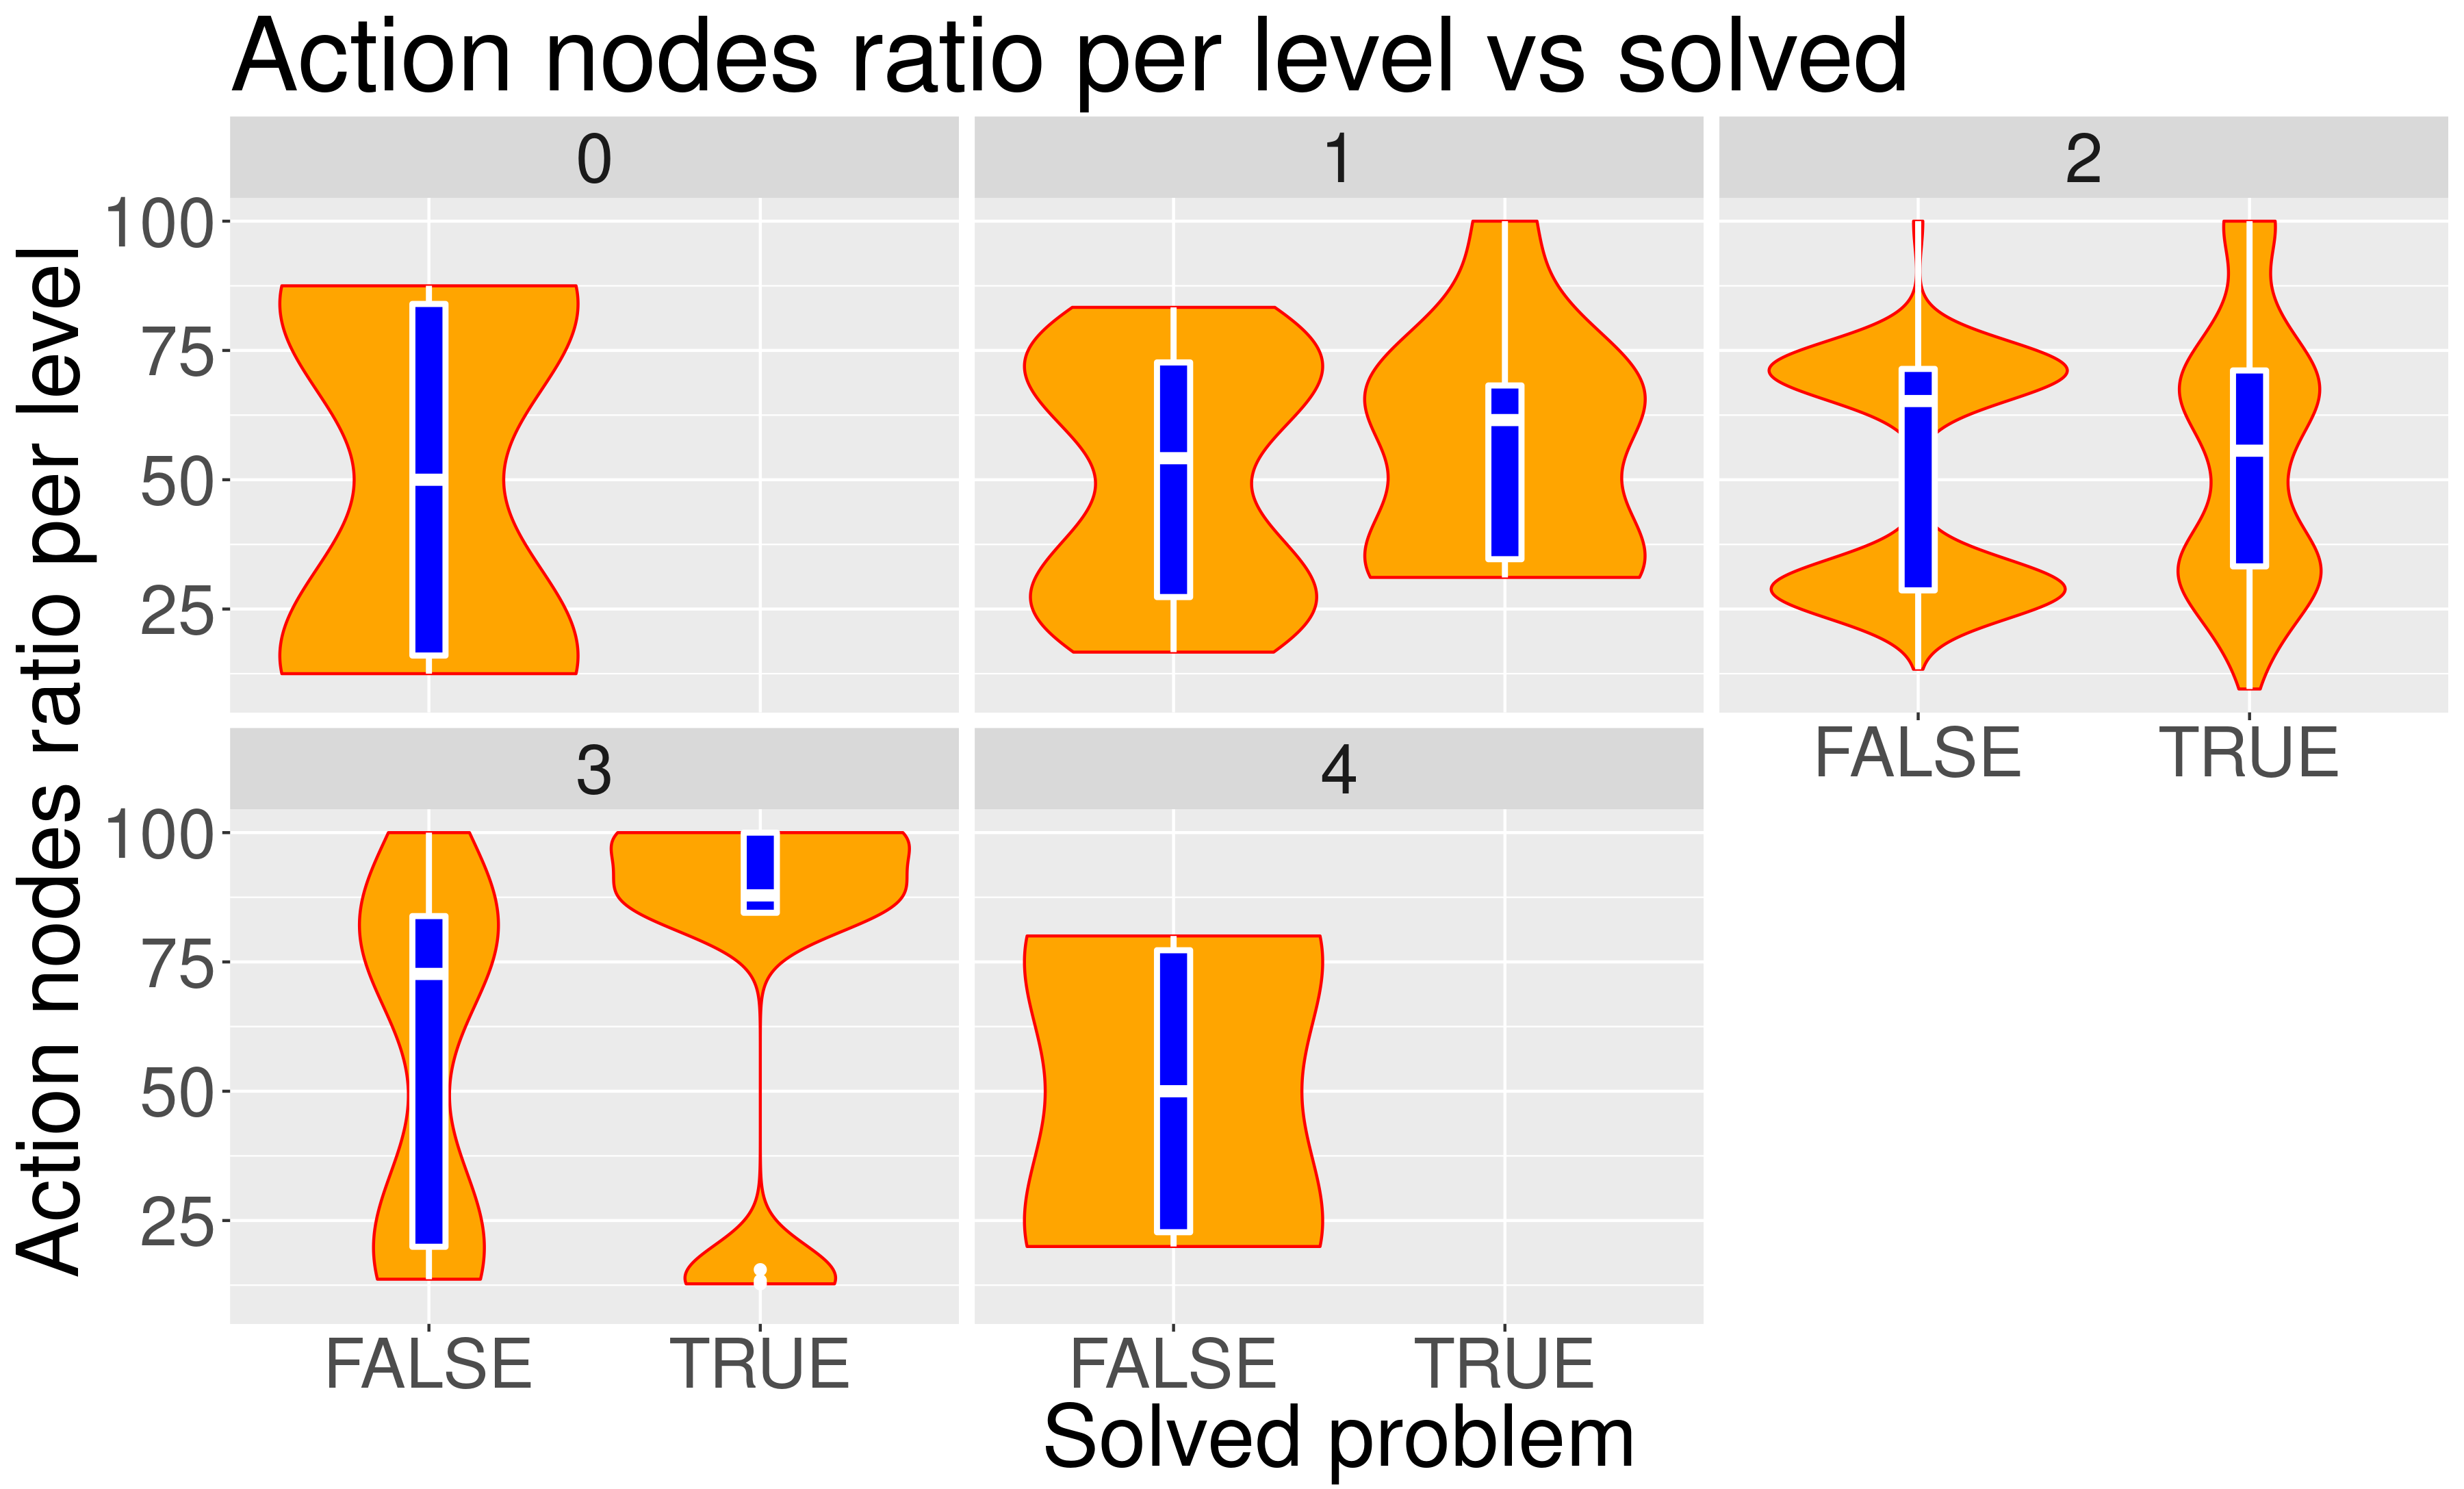 Action nodes ratio per level vs solved
0
1
2
100
75
50
25
FALSE
TRUE
3
4
100
75
50
25
FALSE
TRUE
FALSE
TRUE
Action nodes ratio per level
Solved problem